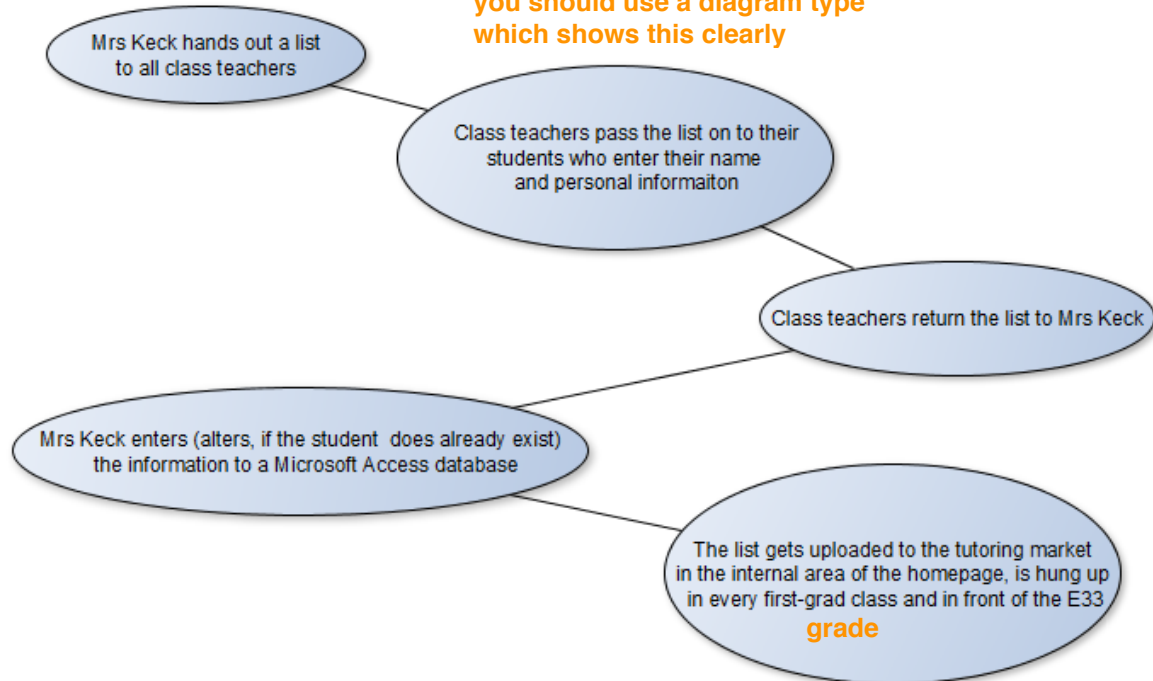 you should use a diagram type
which shows this clearly
Mrs Keck hands out a list
to all class teachers
Class teachers pass the list on to their
students who enter their name
and personal informaiton
Class teachers return the list to Mrs Keck
Mrs Keck enters (alters, if the student does already exist)
the information to a Microsoft Access database
The list gets uploaded to the tutoring market
in the internal area of the homepage, is hung up
in every first-grad class and in front of the E33
grade